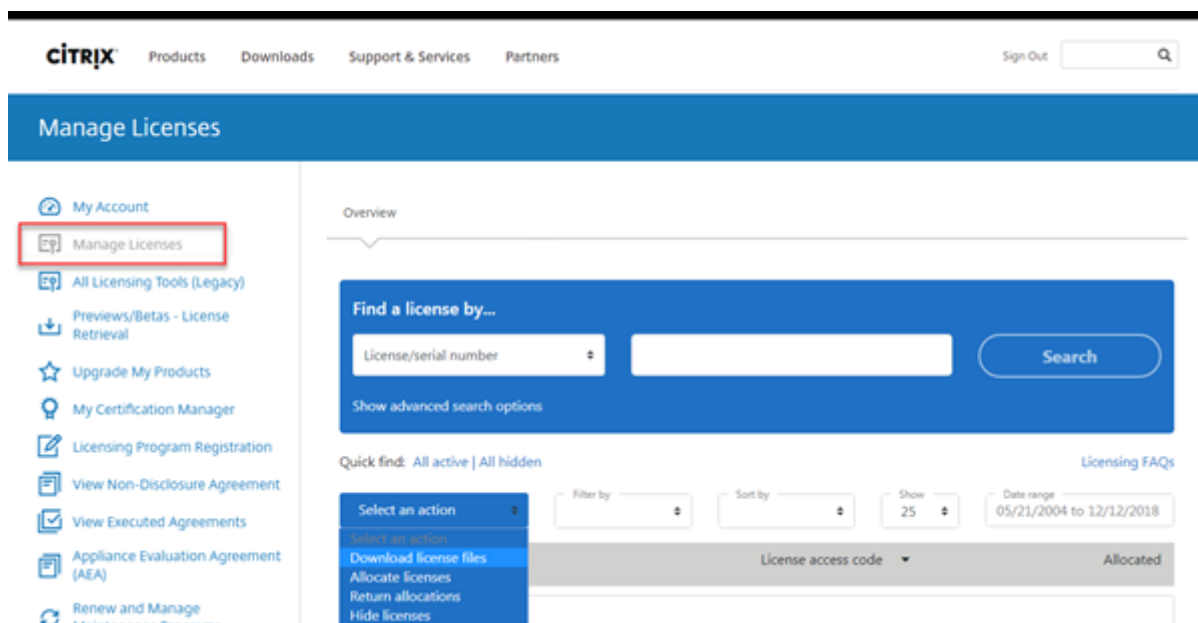 CİTRIX Products Downloads Support & Services Partners Sign Out
Manage Licenses
My Account
Manage Licenses
All Licensing Tools (Legacy)
Previews/Betas - License
Retrieval
Upgrade My Products
My Certification Manager
Licensing Program Registration
View Non-Disclosure Agreement
View Executed Agreements
Appliance Evaluation Agreement
(AEA)
Renew and Manage
Overview
Find a license by...
License/serial number Search
Show advanced search options
Quick find: All active | All hidden Licensing FAQs
Select an action Filter by Sort by Show 25 Date range 05/21/2004 to 12/12/2018
Select an action
Download license files
Allocate licenses
Return allocations
Hide licenses
License access code Allocated